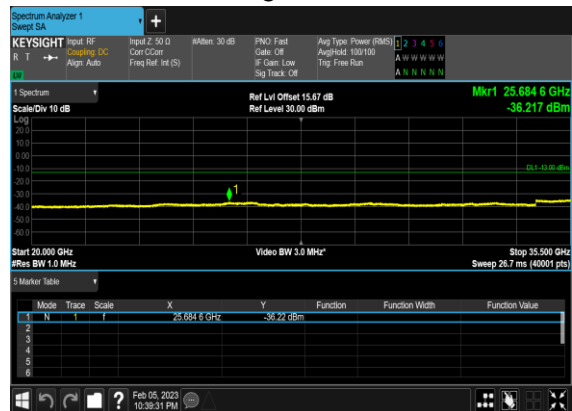 Spectrum Analyzer 1
Swept SA
+
KEYSIGHT Input: RF Input Z: 50 Ω #Atten: 30 dB PNO: Fast Avg Type: Power (RMS) 1 2 3 4 5 6
R T Coupling: DC Corr CCorr Gate: Off Avg|Hold: 100/100 A W W W W W
Align: Auto Freq Ref: Int (S) IF Gain: Low Trig: Free Run
LW Sig Track: Off A N N N N N
1 Spectrum Ref Lvl Offset 15.67 dB Mkr1 25.684 6 GHz
Scale/Div 10 dB Ref Level 30.00 dBm -36.217 dBm
Log
20.0
10.0
0.00
-10.0 DL1 -13.00 dBm
-20.0
-30.0 1
-40.0
-50.0
-60.0
Start 20.000 GHz Video BW 3.0 MHz* Stop 35.500 GHz
#Res BW 1.0 MHz Sweep 26.7 ms (40001 pts)
5 Marker Table
Mode Trace Scale X Y Function Function Width Function Value
1 N 1 f 25.684 6 GHz -36.22 dBm
2
3
4
5
6
? Feb 05, 2023
10:39:31 PM